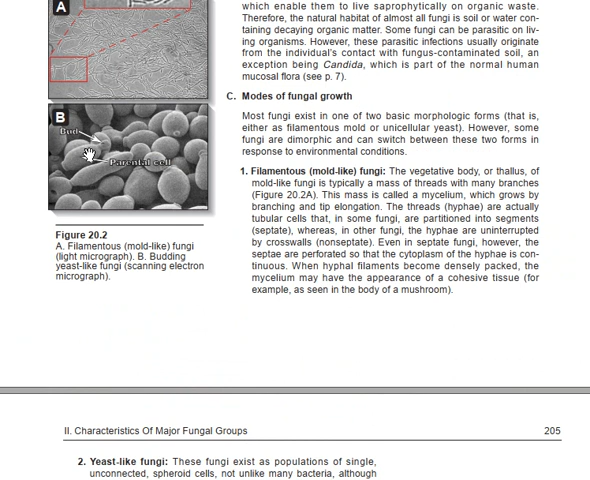 A
which enable them to live saprophytically on organic waste.
Therefore, the natural habitat of almost all fungi is soil or water con-
taining decaying organic matter. Some fungi can be parasitic on liv-
ing organisms. However, these parasitic infections usually originate
from the individual's contact with fungus-contaminated soil, an
exception being Candida, which is part of the normal human
mucosal flora (see p. 7).
C. Modes of fungal growth
Most fungi exist in one of two basic morphologic forms (that is,
either as filamentous mold or unicellular yeast). However, some
fungi are dimorphic and can switch between these two forms in
response to environmental conditions.
1. Filamentous (mold-like) fungi: The vegetative body, or thallus, of
mold-like fungi is typically a mass of threads with many branches
(Figure 20.2A). This mass is called a mycelium, which grows by
branching and tip elongation. The threads (hyphae) are actually
tubular cells that, in some fungi, are partitioned into segments
(septate), whereas, in other fungi, the hyphae are uninterrupted
by crosswalls (nonseptate). Even in septate fungi, however, the
septae are perforated so that the cytoplasm of the hyphae is con-
tinuous. When hyphal filaments become densely packed, the
mycelium may have the appearance of a cohesive tissue (for
example, as seen in the body of a mushroom).
B
Bud
Parental cell
Figure 20.2
A. Filamentous (mold-like) fungi
(light micrograph). B. Budding
yeast-like fungi (scanning electron
micrograph).
II. Characteristics Of Major Fungal Groups
205
2. Yeast-like fungi: These fungi exist as populations of single,
unconnected, spheroid cells, not unlike many bacteria, although